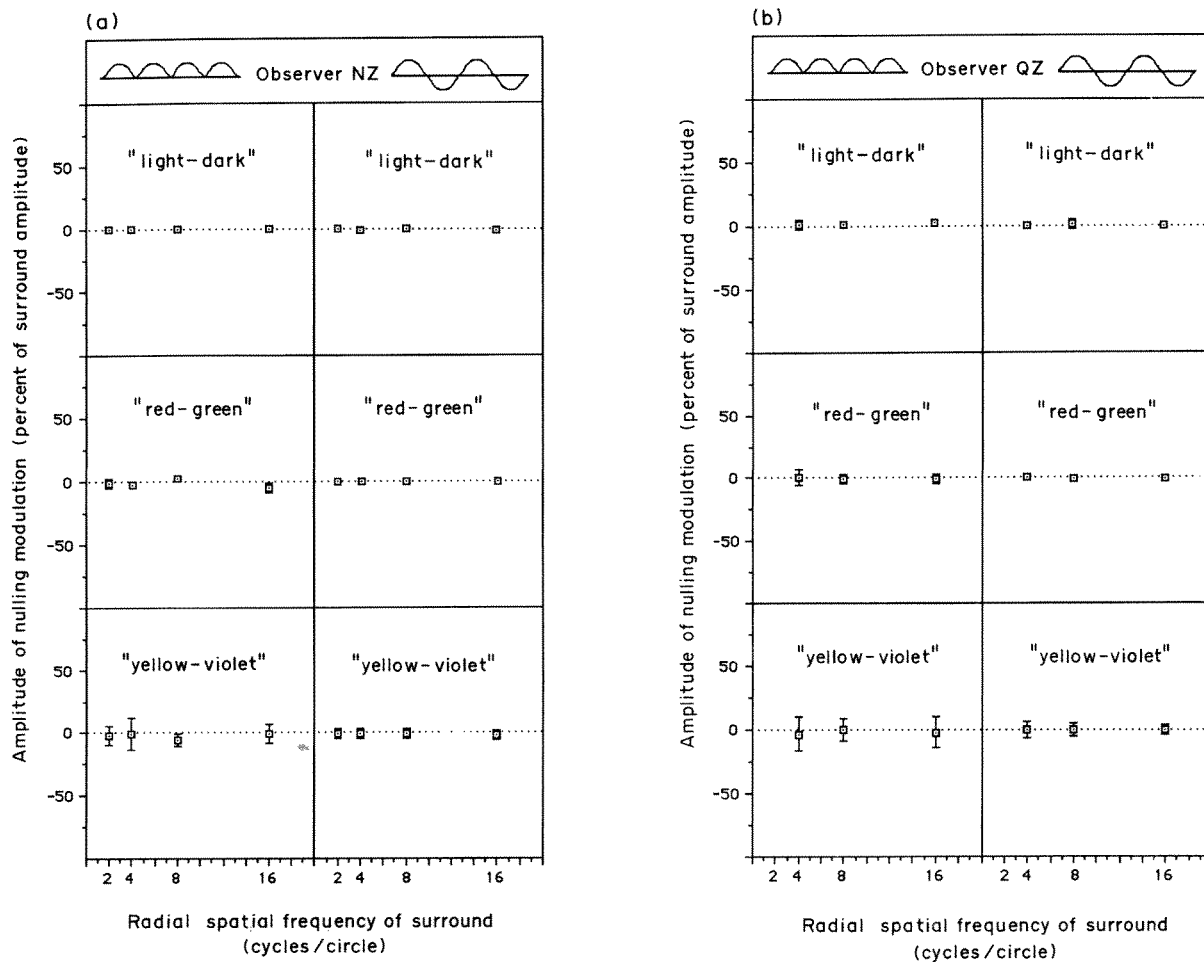 (a)
Observer NZ
"light-dark"
"light-dark"
50
0
-50
"red-green"
"red-green"
50
0
-50
"yellow-violet"
"yellow-violet"
50
0
-50
2 4 8 16 2 4 8 16
Radial spatial frequency of surround
(cycles/circle)
Amplitude of nulling modulation (percent of surround amplitude)
(b)
Observer QZ
"light-dark"
"light-dark"
50
0
-50
"red-green"
"red-green"
50
0
-50
"yellow-violet"
"yellow-violet"
50
0
-50
2 4 8 16 2 4 8 16
Radial spatial frequency of surround
(cycles/circle)
Amplitude of nulling modulation (percent of surround amplitude)